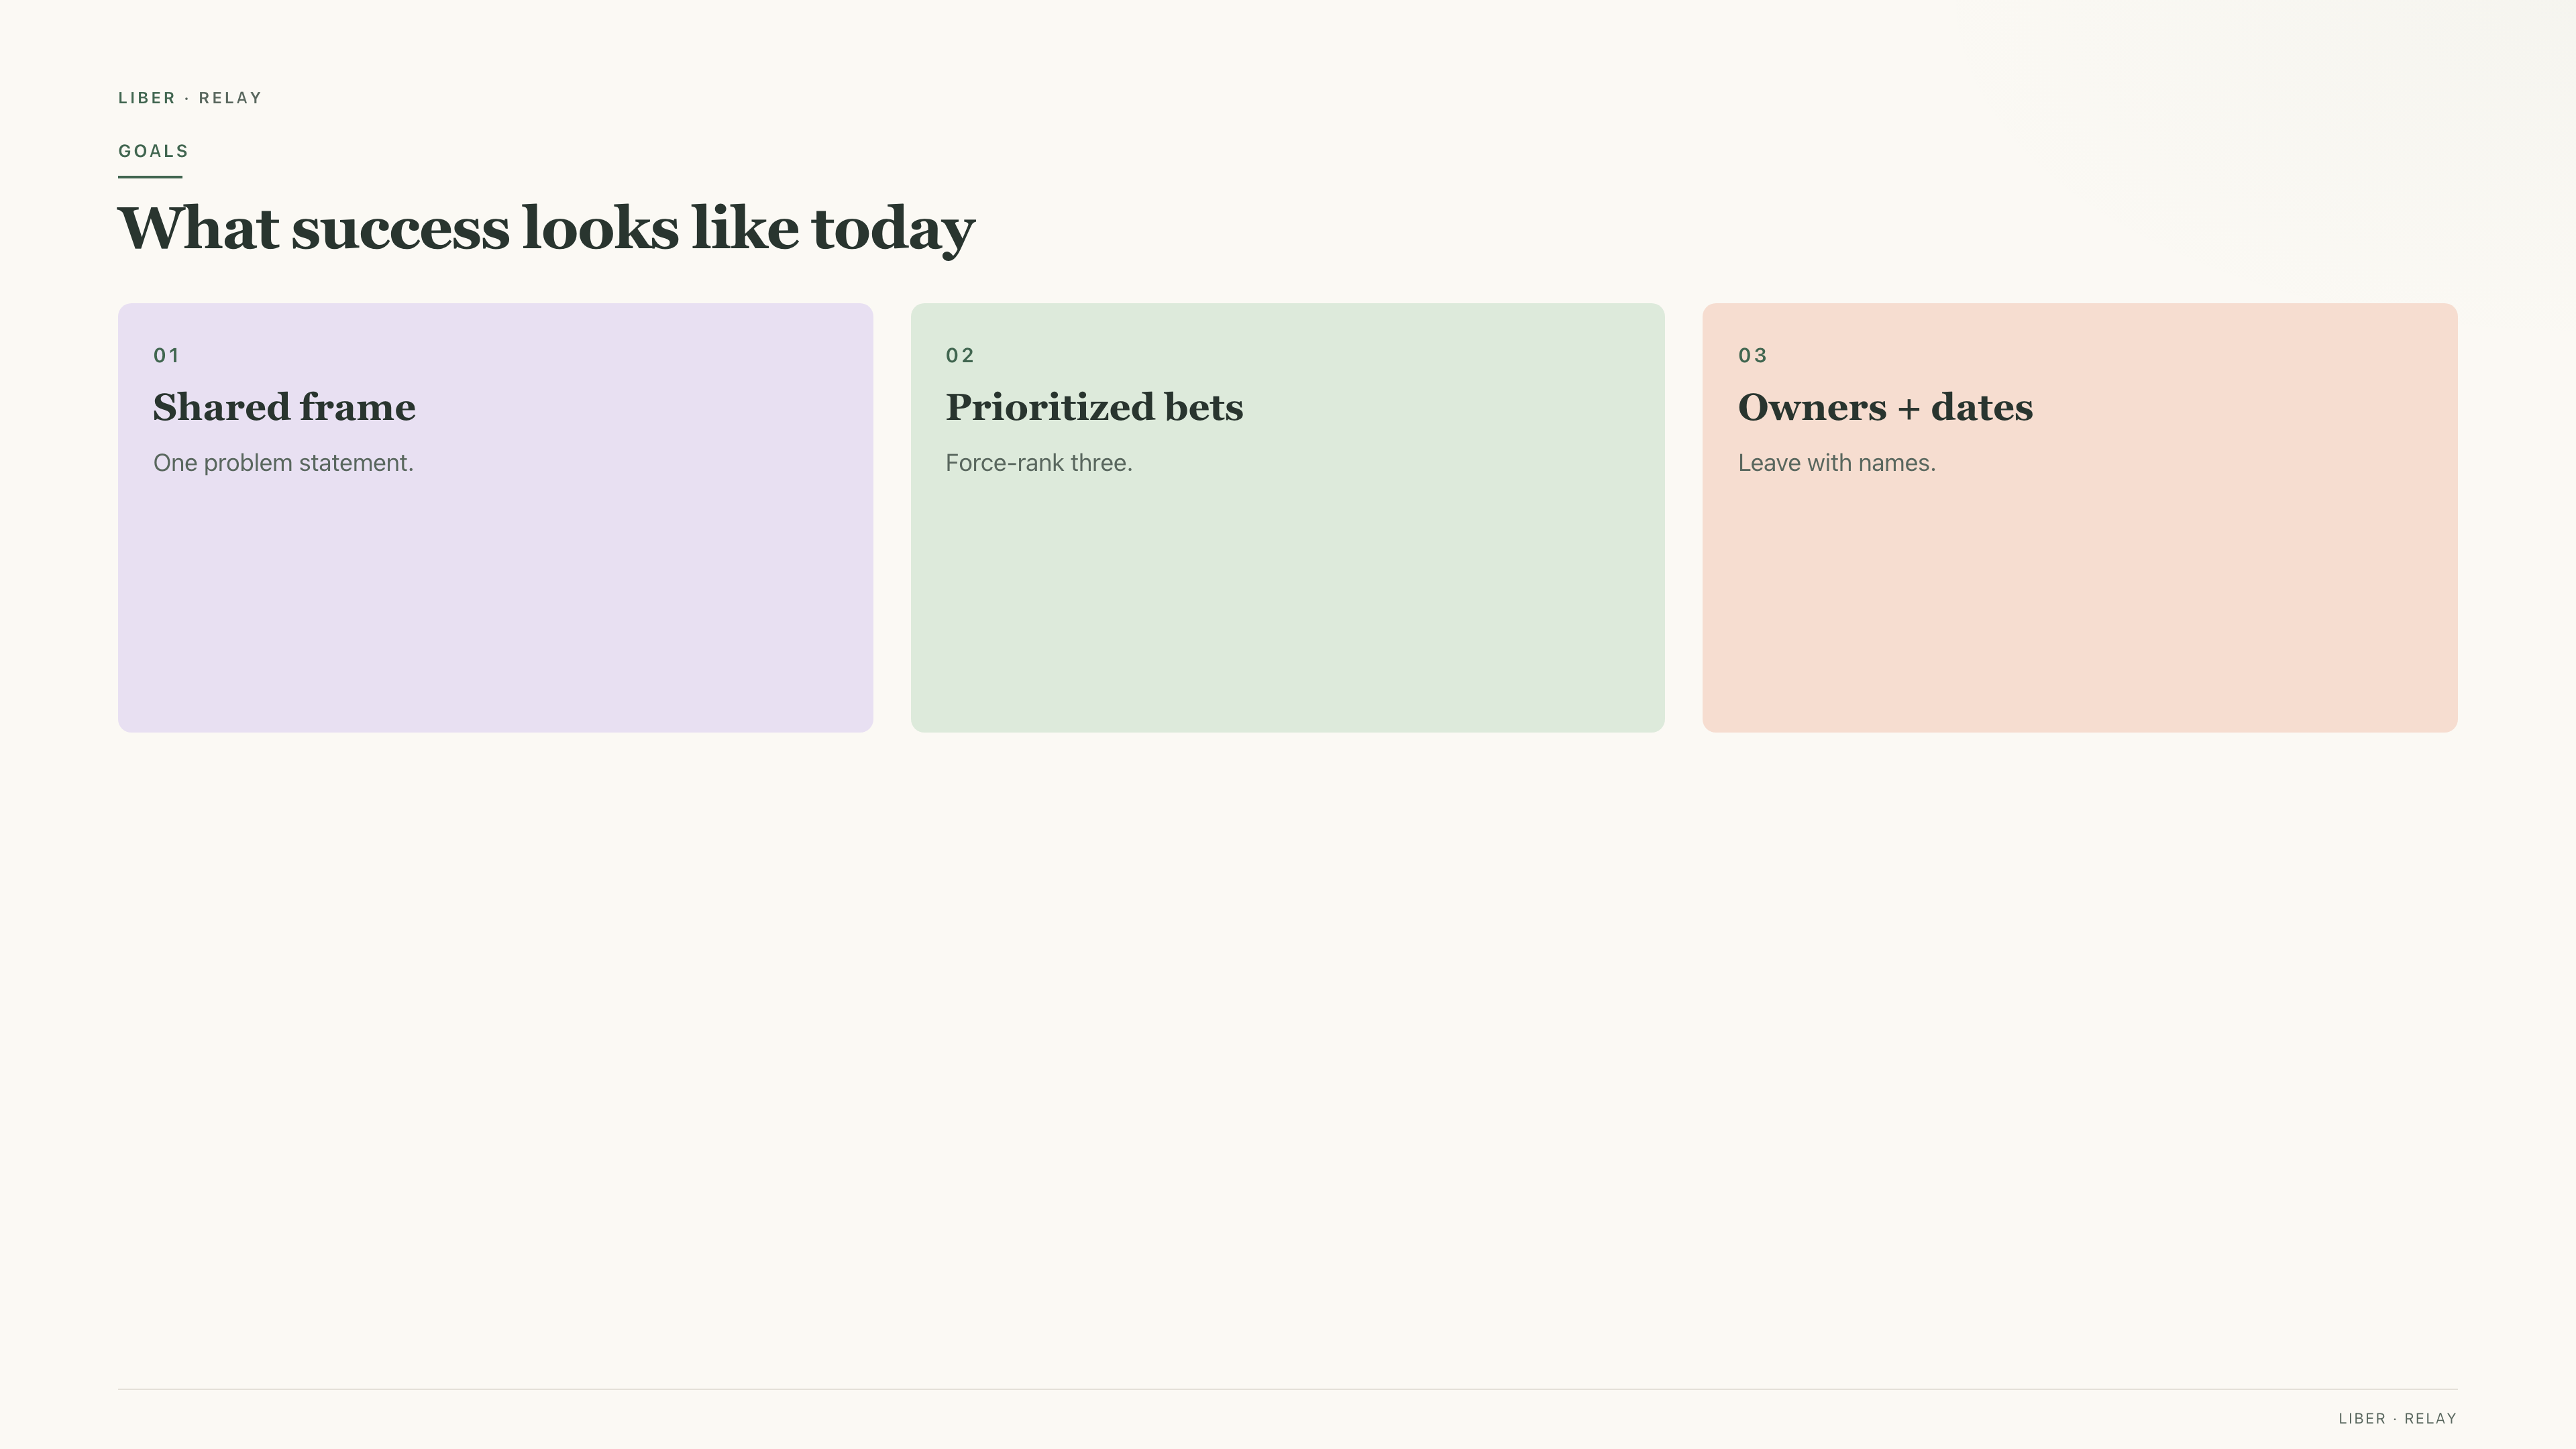 LIBER · RELAY
GOALS
What success looks like today
01
Shared frame
One problem statement.
02
Prioritized bets
Force-rank three.
03
Owners + dates
Leave with names.
LIBER · RELAY